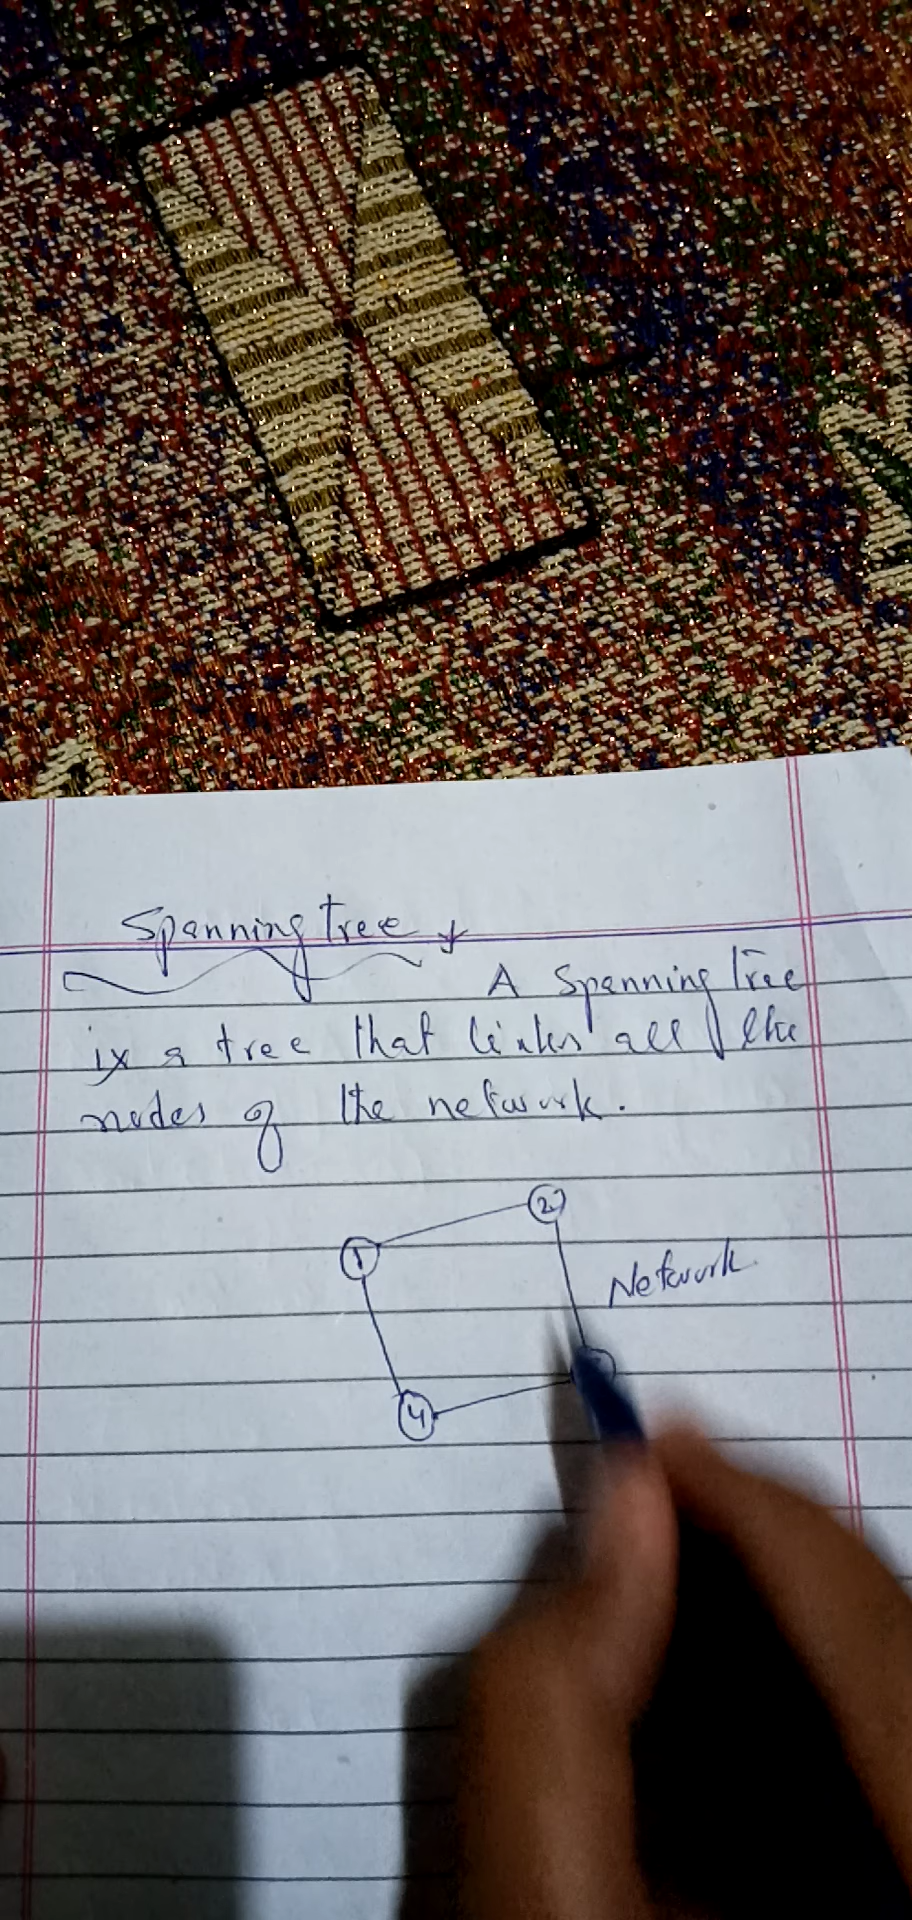 Spanning tree
A Spanning tree
is a tree that links all the
nodes of the network.
2
1
Network
4